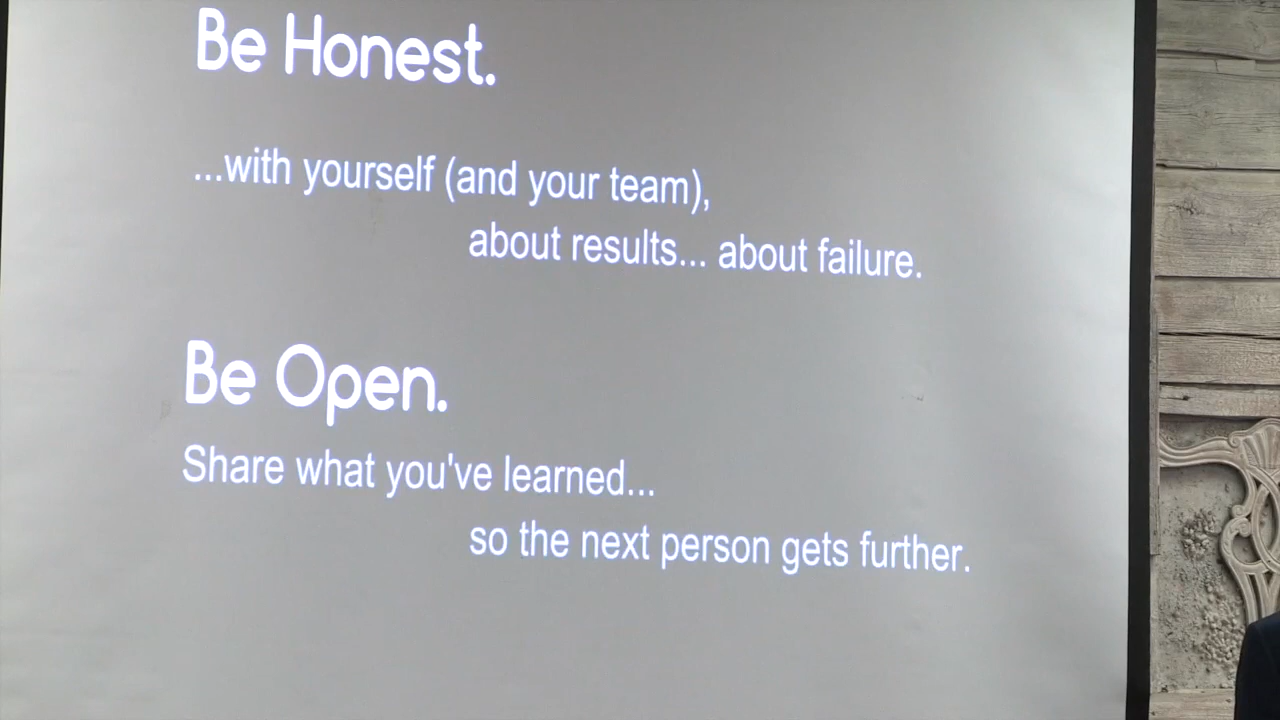 Be Honest.
...with yourself (and your team),
about results... about failure.
Be Open.
Share what you've learned...
so the next person gets further.